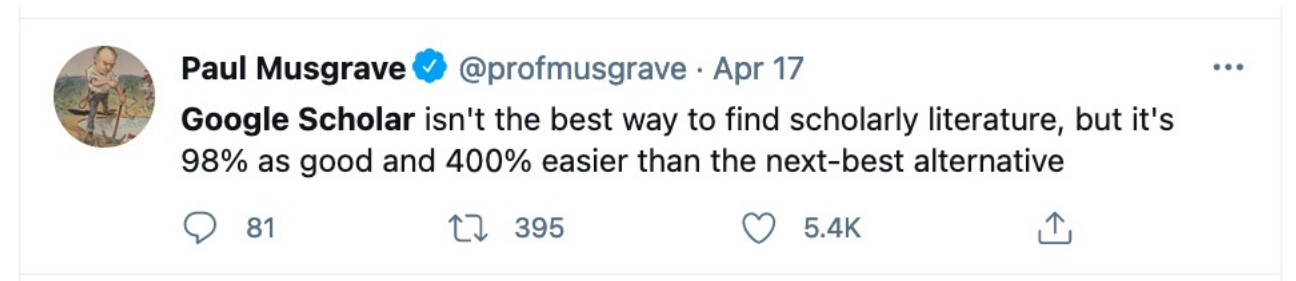 Paul Musgrave @profmusgrave · Apr 17
Google Scholar isn't the best way to find scholarly literature, but it's
98% as good and 400% easier than the next-best alternative
81 395 5.4K